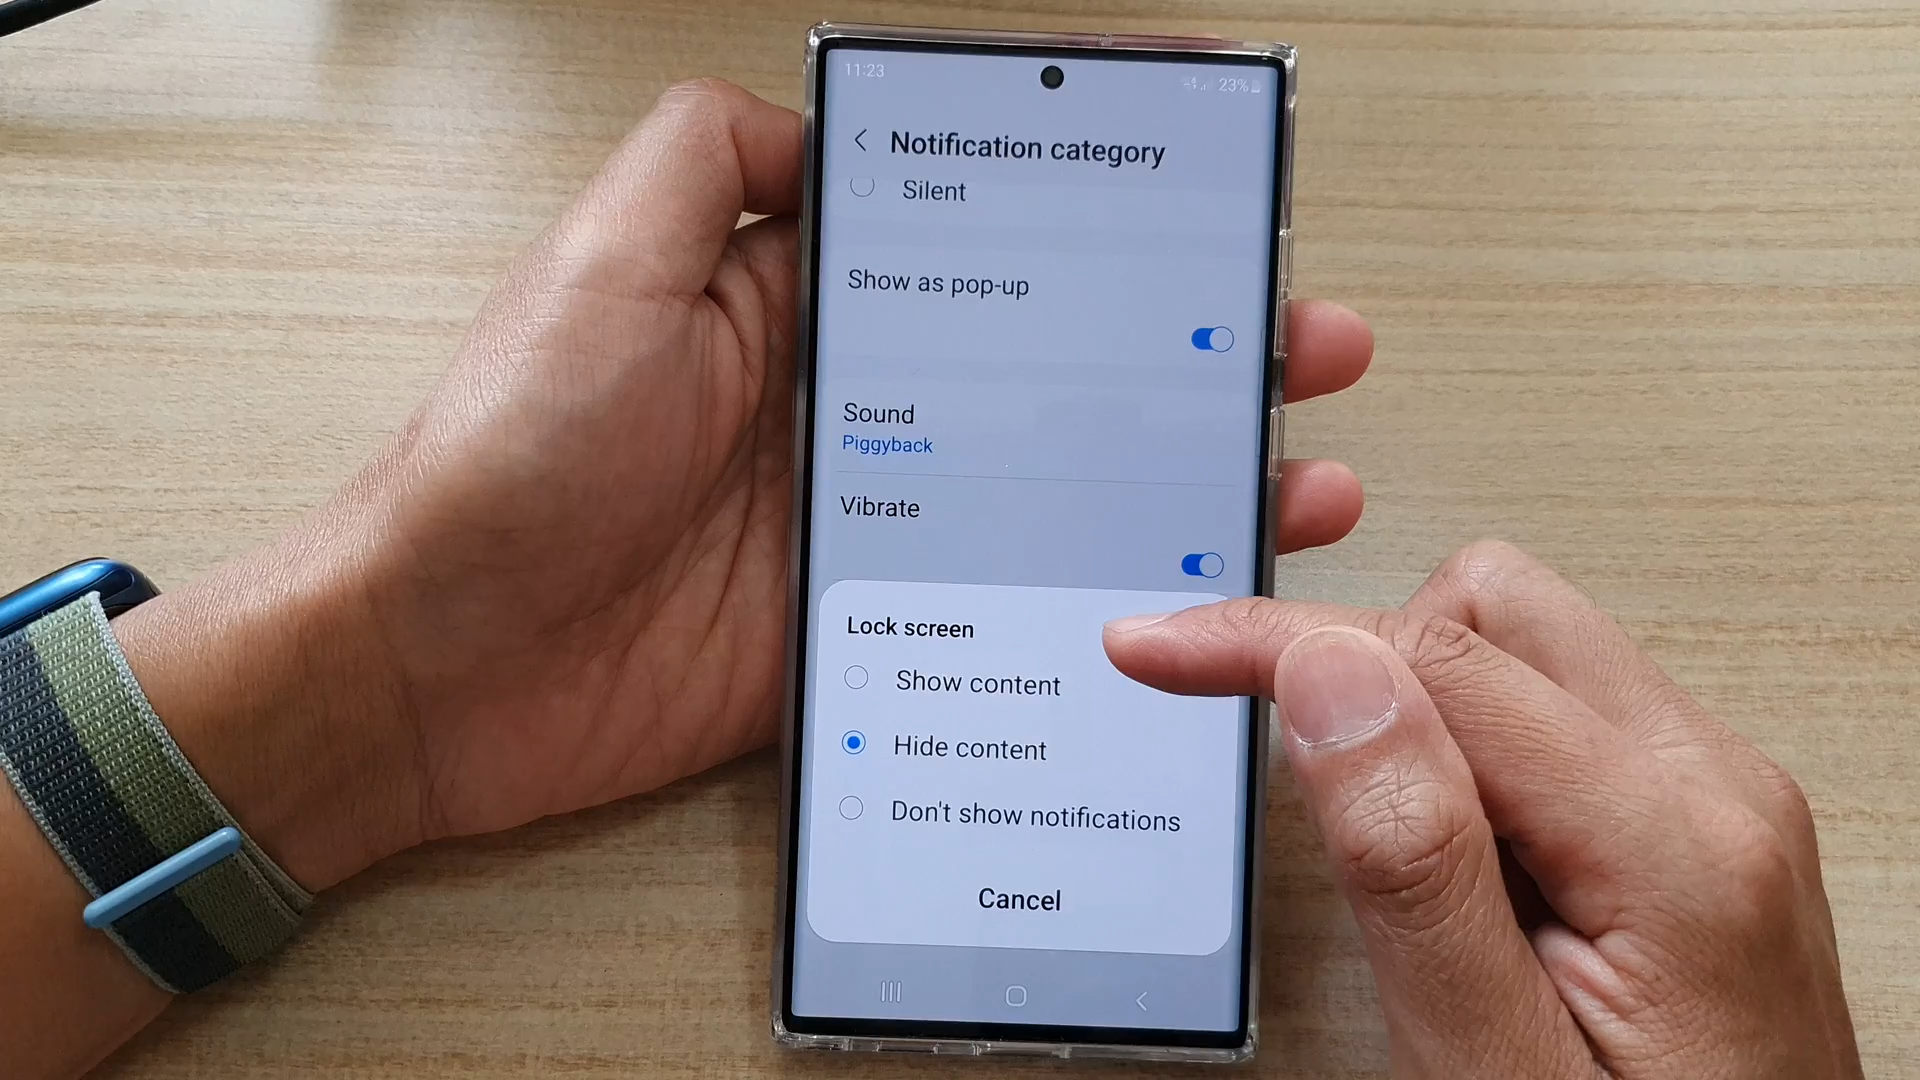 11:23
23%
Notification category
Silent
Show as pop-up
Sound
Piggyback
Vibrate
Lock screen
Show content
Hide content
Don't show notifications
Cancel